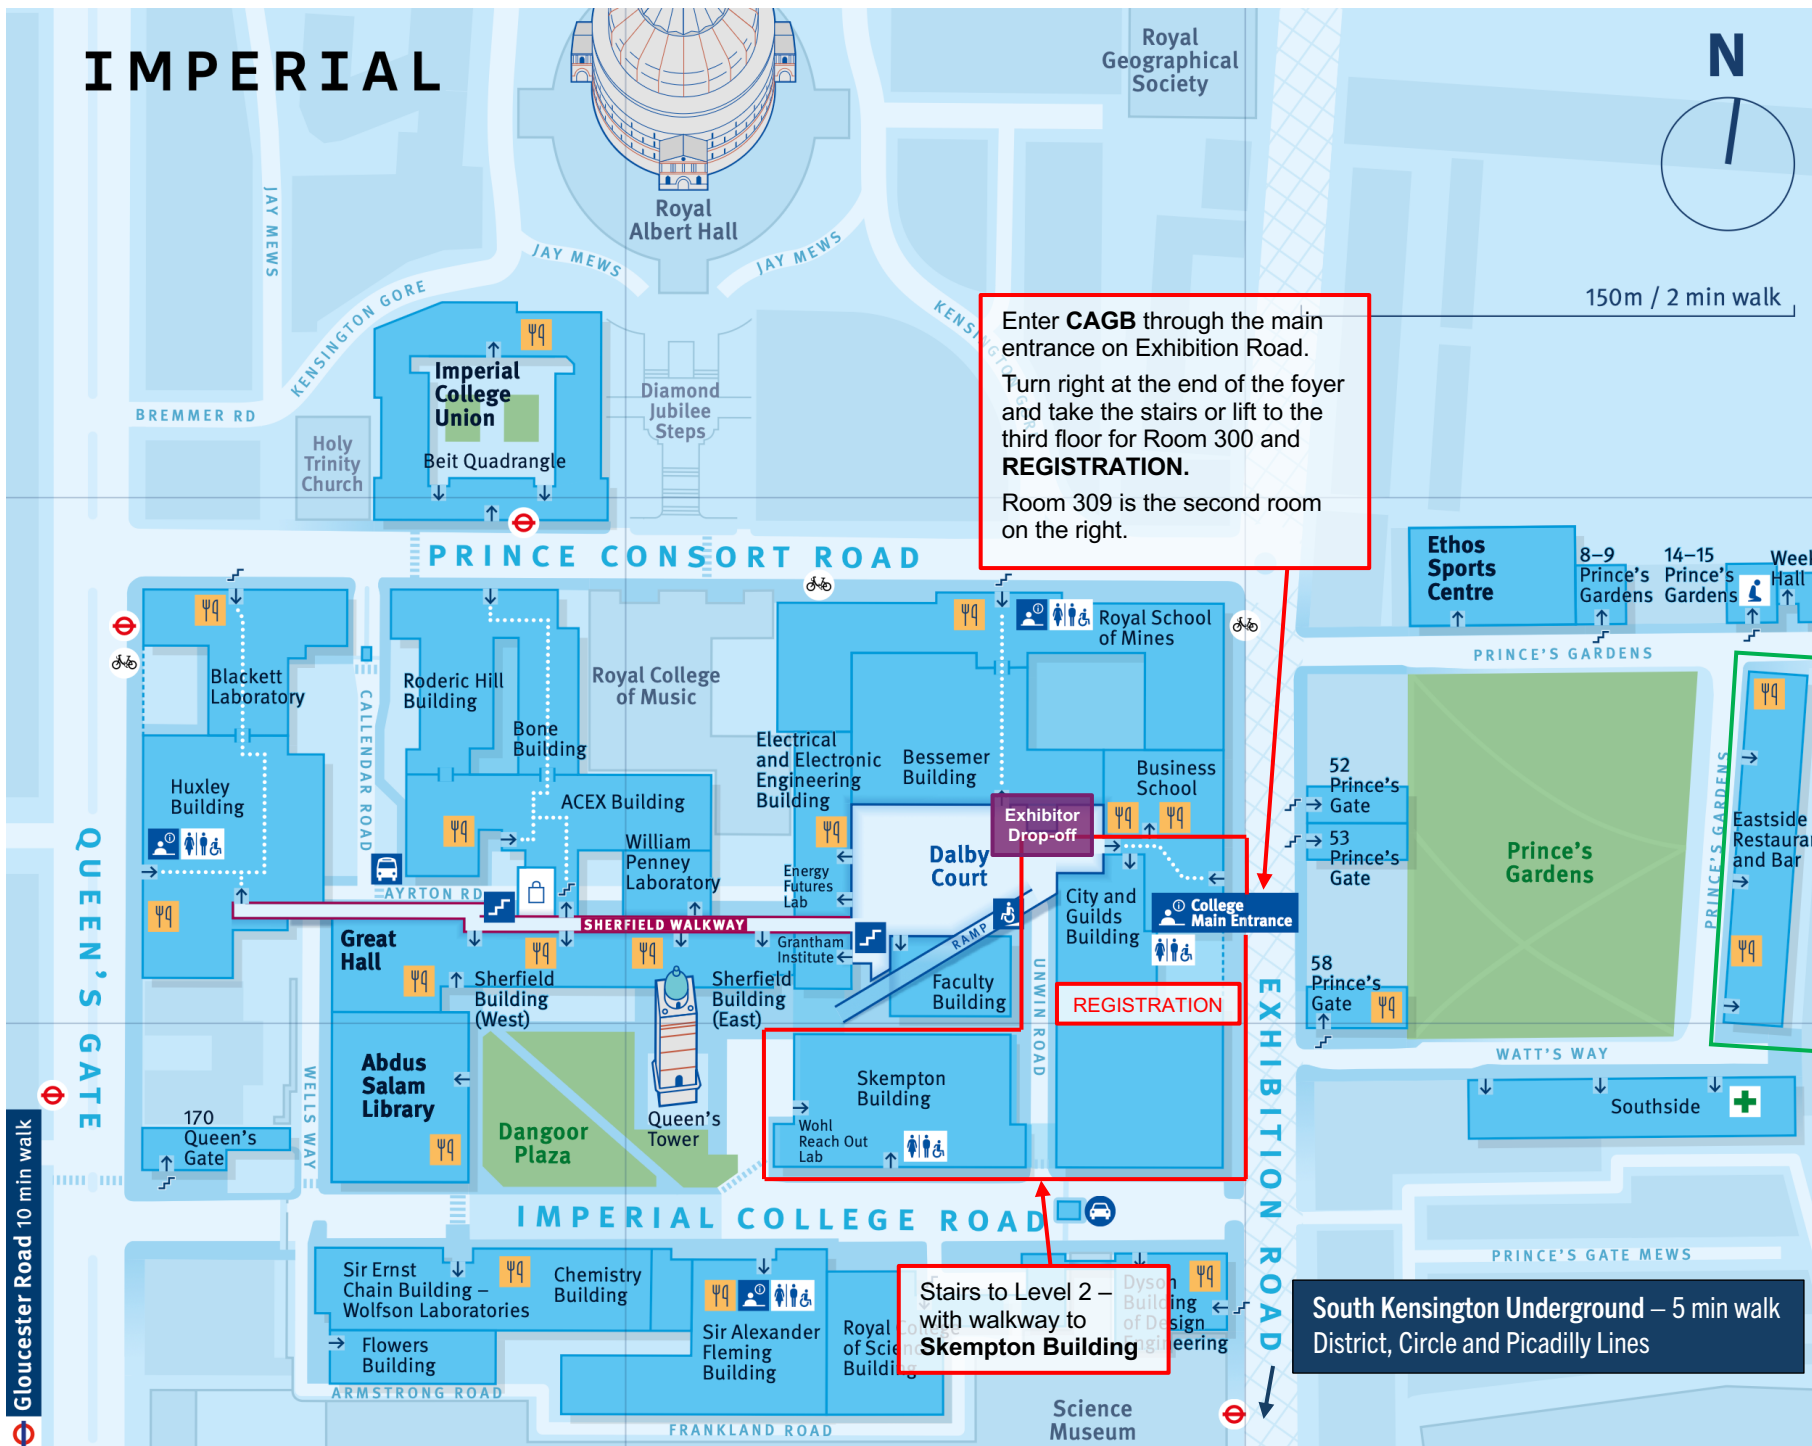 IMPERIAL
Royal
Geographical
Society
N
150m / 2 min walk
Royal
Albert Hall
JAY MEWS
JAY MEWS
JAY MEWS
KENSINGTON GORE
BREMMER RD
Imperial
College
Union
Beit Quadrangle
Holy
Trinity
Church
Diamond
Jubilee
Steps
Enter CAGB through the main
entrance on Exhibition Road.
Turn right at the end of the foyer
and take the stairs or lift to the
third floor for Room 300 and
REGISTRATION.
Room 309 is the second room
on the right.
PRINCE CONSORT ROAD
Ethos
Sports
Centre
8–9
Prince's
Gardens
14–15
Prince's
Gardens
Hall
PRINCE'S GARDENS
Blackett
Laboratory
Roderic Hill
Building
Bone
Building
Royal College
of Music
Royal School
of Mines
Electrical
and Electronic
Engineering
Building
Bessemer
Building
Business
School
Huxley
Building
CALLENDAR ROAD
ACEX Building
William
Penney
Laboratory
Exhibitor
Drop-off
Energy
Futures
Lab
Dalby
Court
52
Prince's
Gate
53
Prince's
Gate
Prince's
Gardens
PRINCE'S GARDENS
Eastside
and Bar
QUEEN'S GATE
AYRTON RD
SHERFIELD WALKWAY
Great
Hall
Grantham
Institute
RAMP
City and
Guilds
Building
College
Main Entrance
Sherfield
Building
(West)
Sherfield
Building
(East)
Faculty
Building
UNWIN ROAD
REGISTRATION
58
Prince's
Gate
EXHIBITION ROAD
WATT'S WAY
Abdus
Salam
Library
WELLS WAY
170
Queen's
Gate
Dangoor
Plaza
Queen's
Tower
Skempton
Building
Wohl
Reach Out
Lab
Southside
IMPERIAL COLLEGE ROAD
PRINCE'S GATE MEWS
Gloucester Road 10 min walk
Sir Ernst
Chain Building –
Wolfson Laboratories
Chemistry
Building
Flowers
Building
Sir Alexander
Fleming
Building
Royal College
of Science
Building
Stairs to Level 2 –
with walkway to
Skempton Building
Dyson
Building
of Design
Engineering
South Kensington Underground – 5 min walk
District, Circle and Picadilly Lines
ARMSTRONG ROAD
FRANKLAND ROAD
Science
Museum